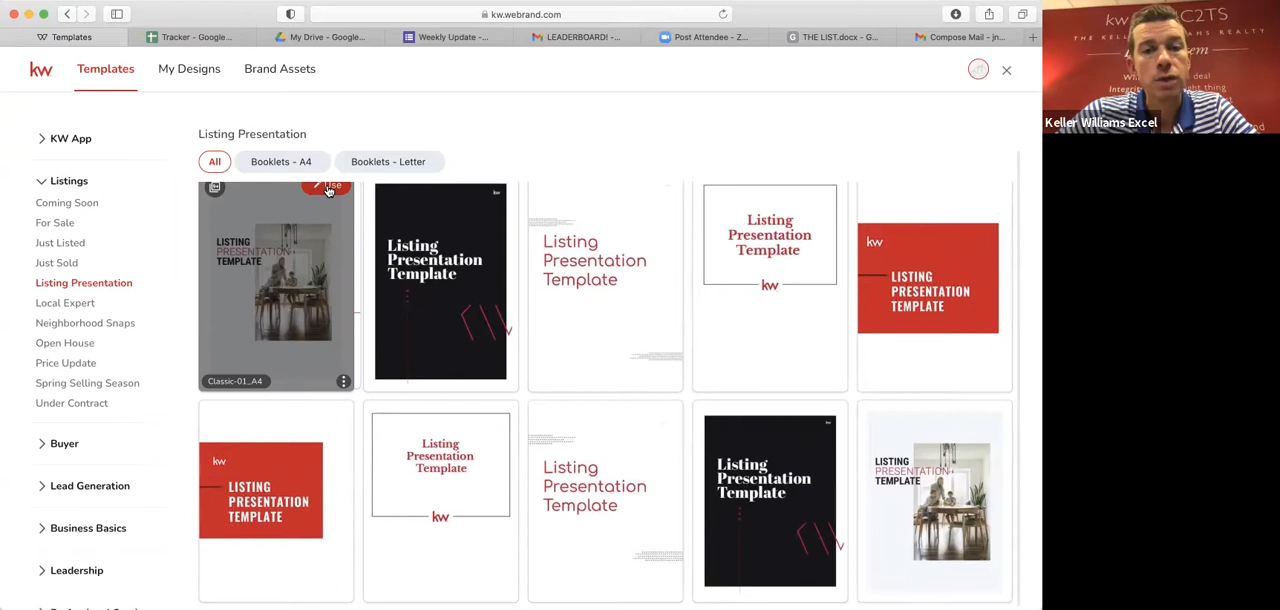 kw.webrand.com
Templates
Tracker - Google...
My Drive - Google...
Weekly Update -...
LEADERBOARD! -...
Post Attendee - Z...
THE LIST.docx - G...
Compose Mail - jn...
kw
Templates
My Designs
Brand Assets
KW App
Listings
Coming Soon
For Sale
Just Listed
Just Sold
Listing Presentation
Local Expert
Neighborhood Snaps
Open House
Price Update
Spring Selling Season
Under Contract
Buyer
Lead Generation
Business Basics
Leadership
Listing Presentation
All
Booklets - A4
Booklets - Letter
Use
LISTING
PRESENTATION
TEMPLATE
Classic-01_A4
kw
Listing
Presentation
Template
Listing
Presentation
Template
Listing
Presentation
Template
kw
kw
LISTING
PRESENTATION
TEMPLATE
kw
LISTING
PRESENTATION
TEMPLATE
Listing
Presentation
Template
kw
Listing
Presentation
Template
kw
Listing
Presentation
Template
LISTING
PRESENTATION
TEMPLATE
Keller Williams Excel